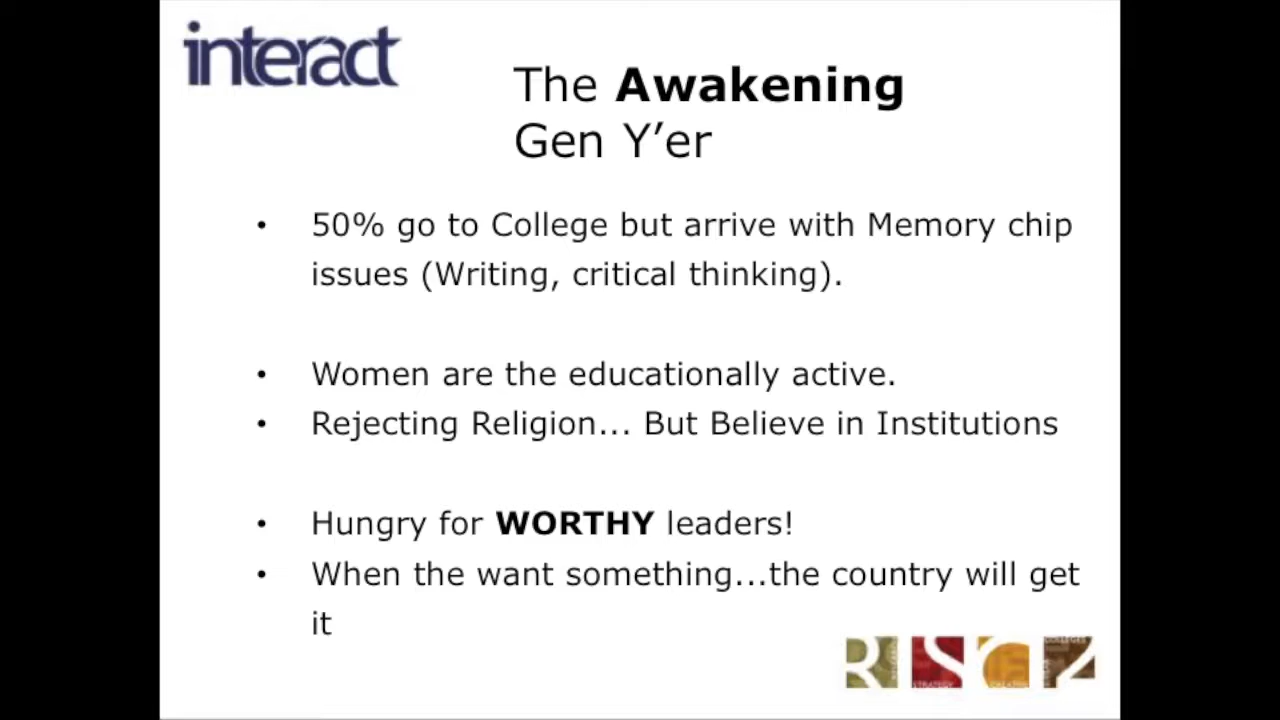 interact
The Awakening
Gen Y’er
• 50% go to College but arrive with Memory chip
issues (Writing, critical thinking).
• Women are the educationally active.
• Rejecting Religion... But Believe in Institutions
• Hungry for WORTHY leaders!
• When the want something...the country will get
it